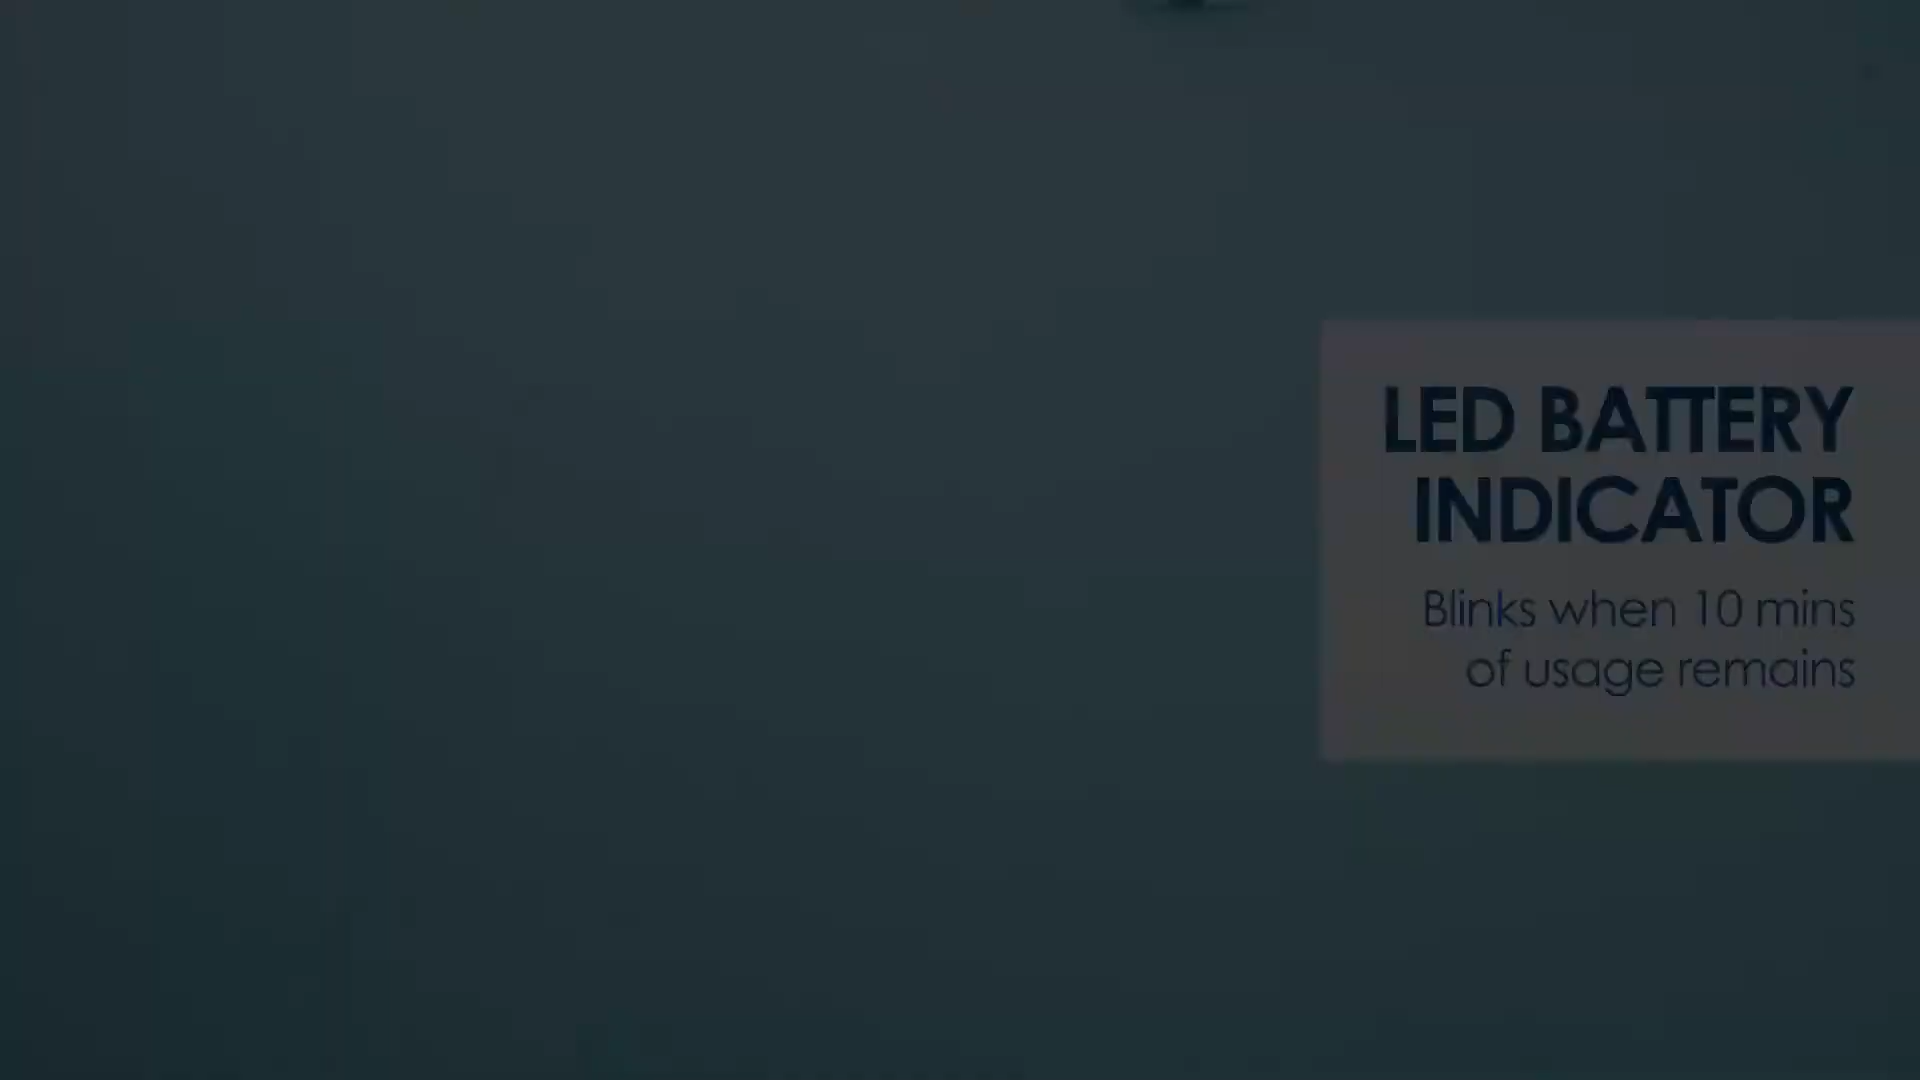 LED BATTERY
INDICATOR
Blinks when 10 mins
of usage remains